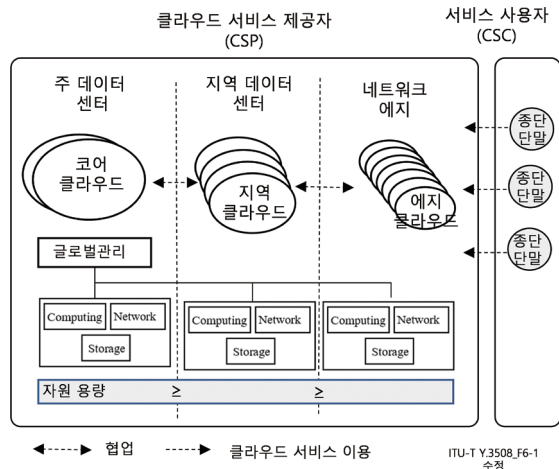 클라우드 서비스 제공자
(CSP)
서비스 사용자
(CSC)
주 데이터
센터
지역 데이터
센터
네트워크
에지
코어
클라우드
지역
클라우드
에지
클라우드
종단
단말
종단
단말
종단
단말
글로벌관리
Computing Network
Storage
Computing Network
Storage
Computing Network
Storage
자원 용량 ≥ ≥
협업
클라우드 서비스 이용
ITU-T Y.3508_F6-1
수정